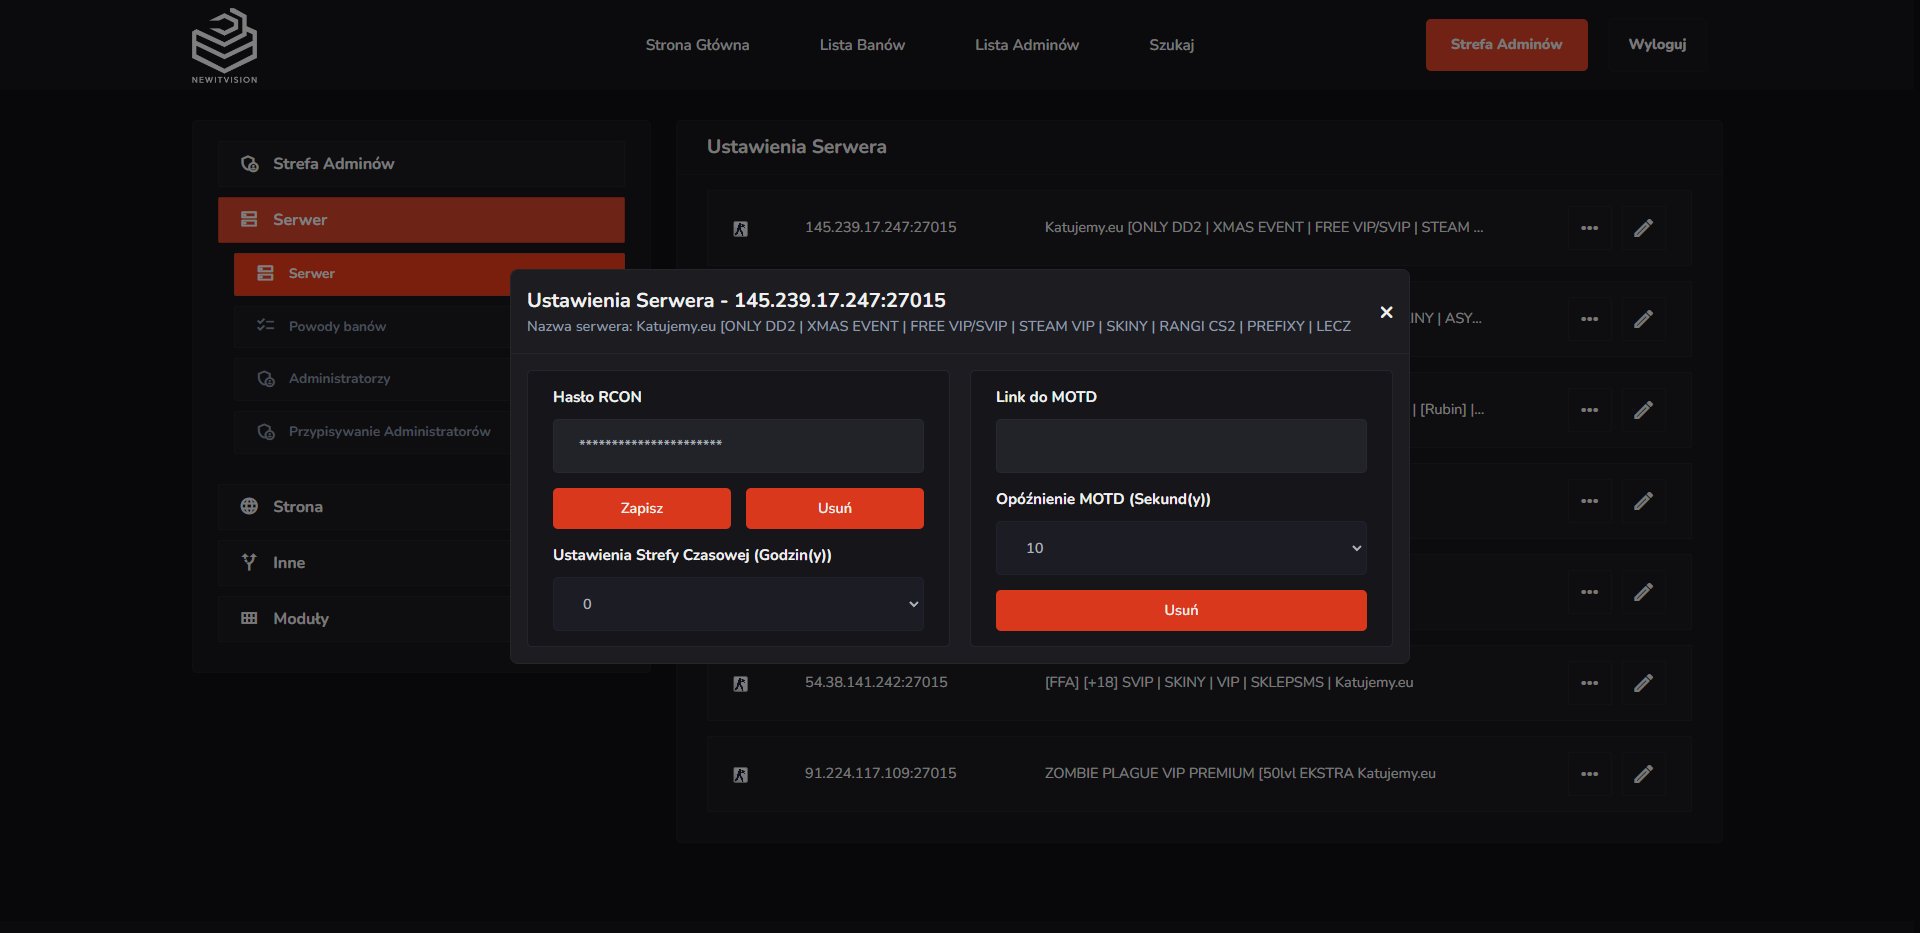 NEWITVISION
Strona Główna
Lista Banów
Lista Adminów
Szukaj
Strefa Adminów
Wyloguj
Strefa Adminów
Serwer
Serwer
Powody banów
Administratorzy
Przypisywanie Administratorów
Strona
Inne
Moduły
Ustawienia Serwera
145.239.17.247:27015
Katujemy.eu [ONLY DD2 | XMAS EVENT | FREE VIP/SVIP | STEAM ...
INY | ASY...
| [Rubin] |...
Ustawienia Serwera - 145.239.17.247:27015
Nazwa serwera: Katujemy.eu [ONLY DD2 | XMAS EVENT | FREE VIP/SVIP | STEAM VIP | SKINY | RANGI CS2 | PREFIXY | LECZ
Hasło RCON
**********************
Zapisz
Usuń
Ustawienia Strefy Czasowej (Godzin(y))
0
Link do MOTD
Opóźnienie MOTD (Sekund(y))
10
Usuń
54.38.141.242:27015
[FFA] [+18] SVIP | SKINY | VIP | SKLEPSMS | Katujemy.eu
91.224.117.109:27015
ZOMBIE PLAGUE VIP PREMIUM [50lvl EKSTRA Katujemy.eu